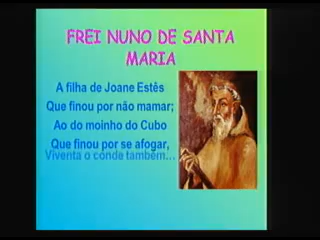 FREI NUNO DE SANTA
MARIA
A filha de Joane Estês
Que finou por não mamar;
Ao do moinho do Cubo
Que finou por se afogar,
Viventa o conde também...